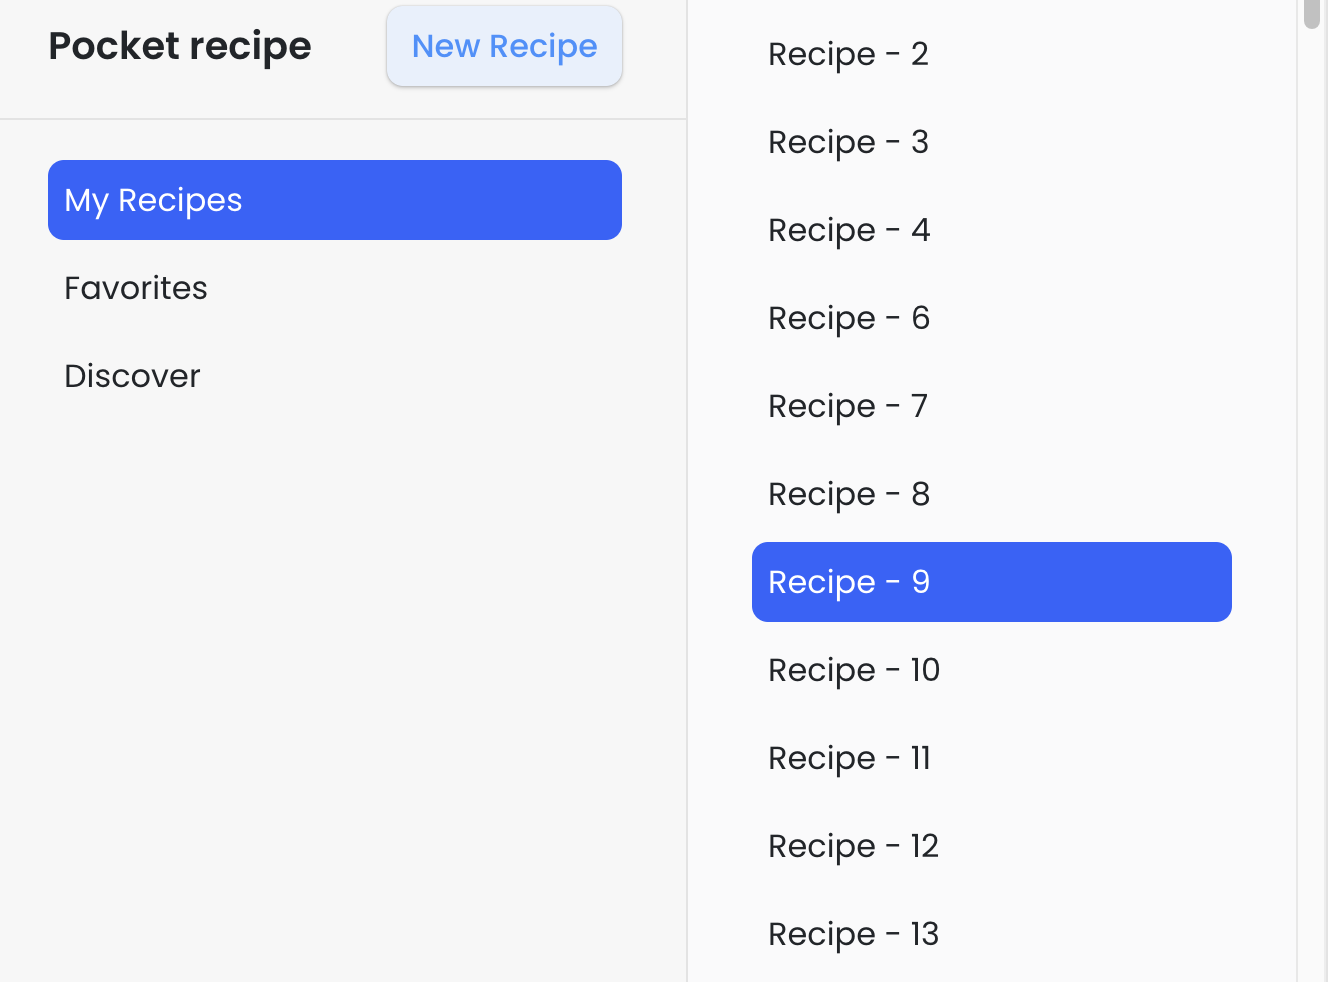 Pocket recipe
New Recipe
My Recipes
Favorites
Discover
Recipe - 2
Recipe - 3
Recipe - 4
Recipe - 6
Recipe - 7
Recipe - 8
Recipe - 9
Recipe - 10
Recipe - 11
Recipe - 12
Recipe - 13